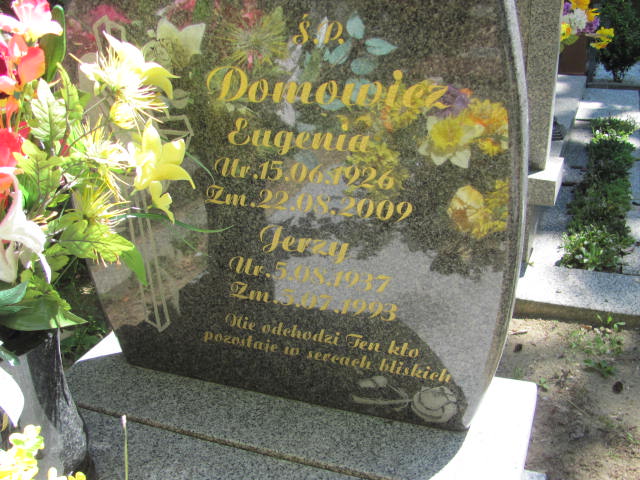 Ś.P.
Domowicz
Eugenia
Ur.15.06.1926
Zm.22.08.2009
Jerzy
Ur.5.08.1937
Zm.5.07.1993
Nie odchodzi Ten kto
pozostaje w sercach bliskich